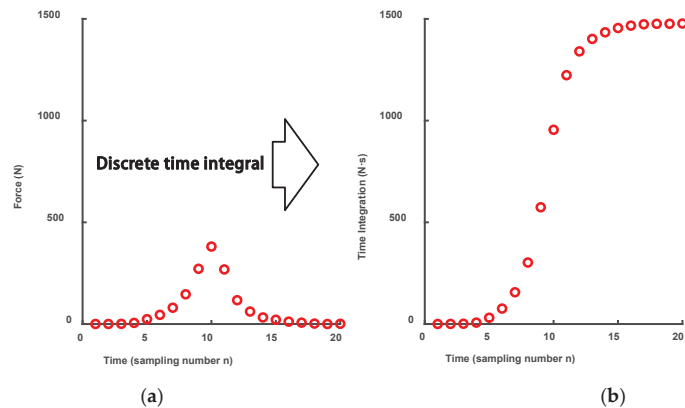 1500
1000
500
0
Force (N)
0
5
10
15
20
Time (sampling number n)
(a)
Discrete time integral
1500
1000
500
0
Time Integration (N·s)
0
5
10
15
20
Time (sampling number n)
(b)